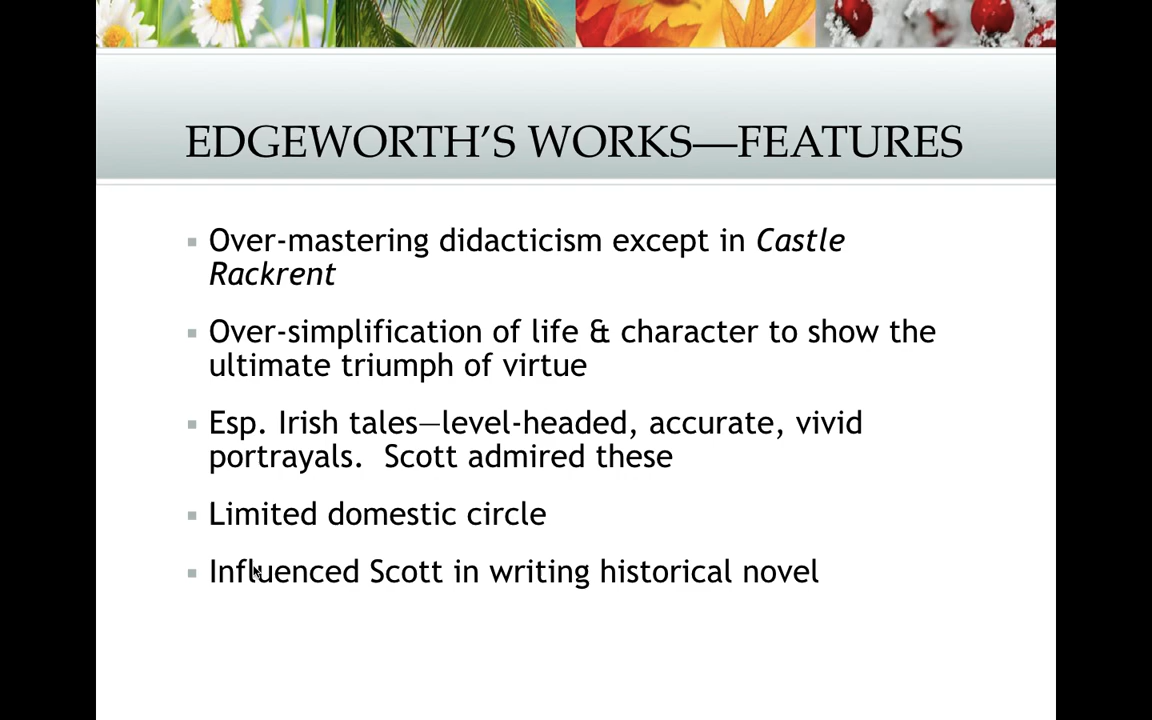 EDGEWORTH’S WORKS—FEATURES
▪ Over-mastering didacticism except in Castle
Rackrent
▪ Over-simplification of life & character to show the
ultimate triumph of virtue
▪ Esp. Irish tales—level-headed, accurate, vivid
portrayals.  Scott admired these
▪ Limited domestic circle
▪ Influenced Scott in writing historical novel